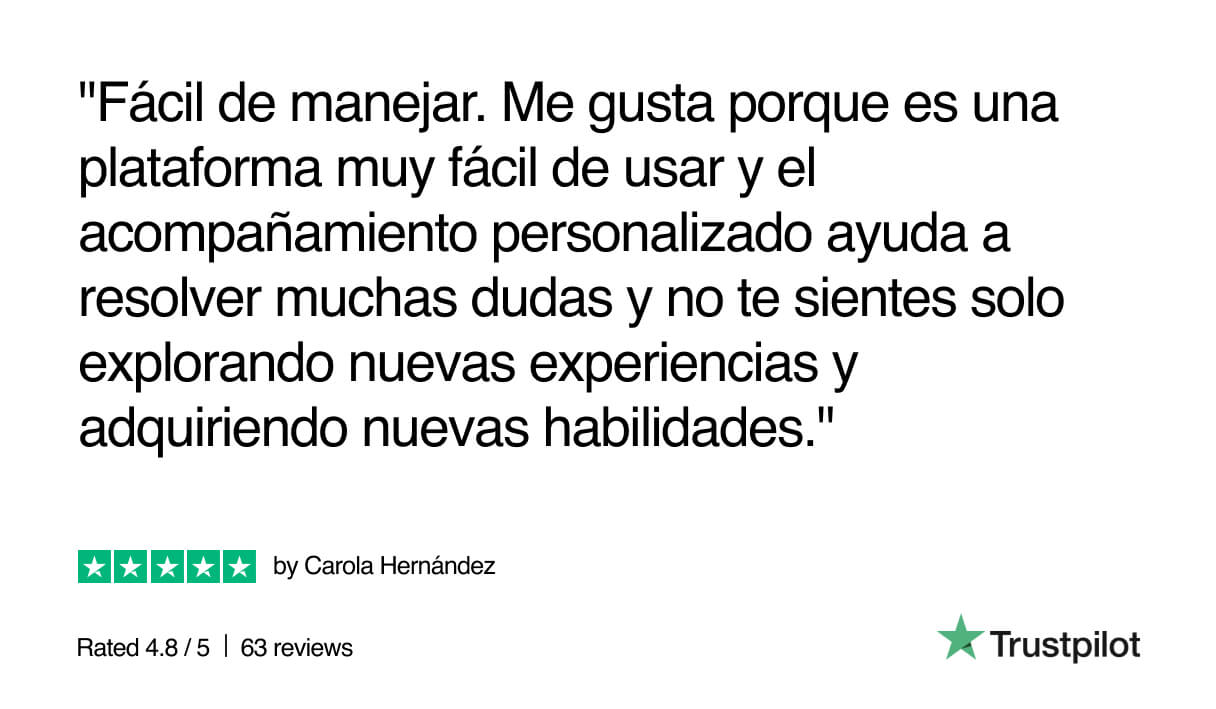 "Fácil de manejar. Me gusta porque es una
plataforma muy fácil de usar y el
acompañamiento personalizado ayuda a
resolver muchas dudas y no te sientes solo
explorando nuevas experiencias y
adquiriendo nuevas habilidades."
by Carola Hernández
Rated 4.8 / 5 | 63 reviews
Trustpilot